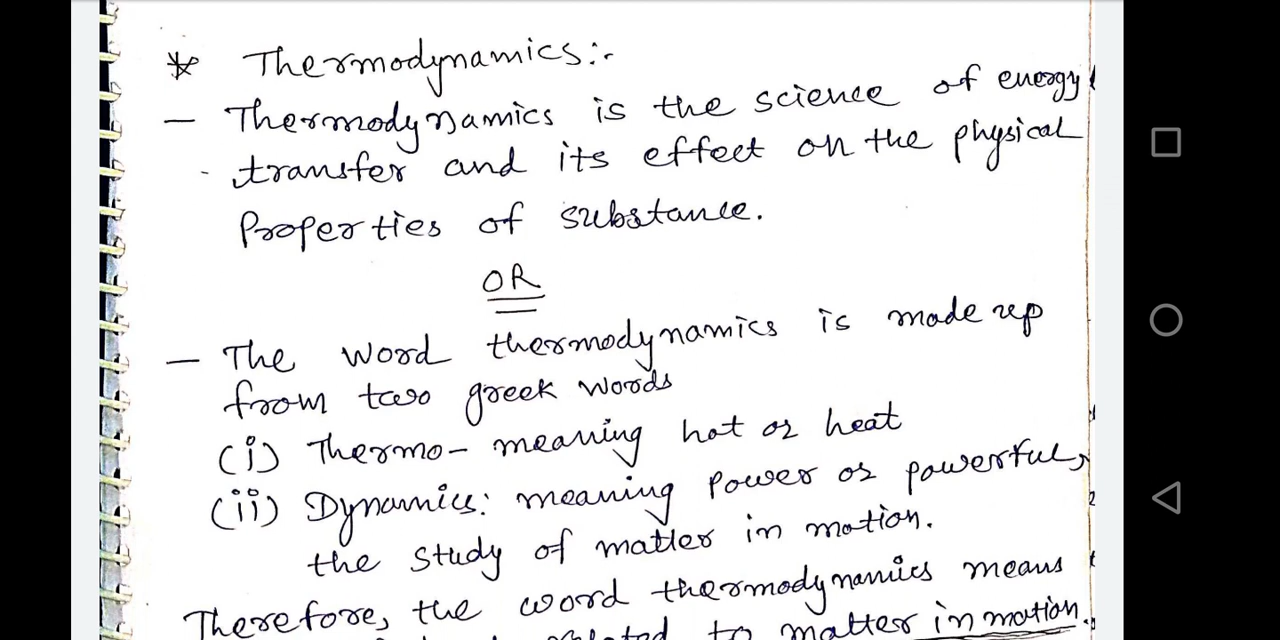 * Thermodynamics:-
- Thermodynamics is the science of energy
transfer and its effect on the physical
Properties of substance.
OR
- The word thermodynamics is made up
from two greek words
(i) Thermo- meaning hot or heat
(ii) Dynamics: meaning power or powerful,
the study of matter in motion.
Therefore, the word thermodynamics means
related to matter in motion.